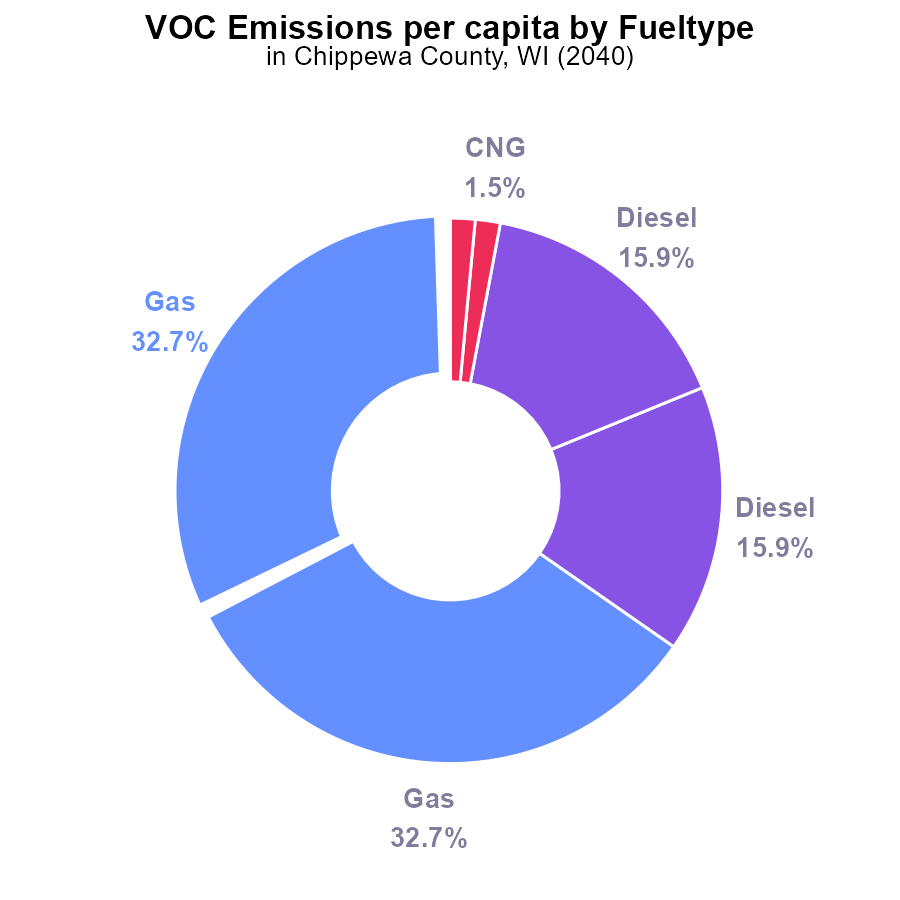 VOC Emissions per capita by Fueltype
in Chippewa County, WI (2040)
CNG
1.5%
Diesel
15.9%
Gas
32.7%
Diesel
15.9%
Gas
32.7%